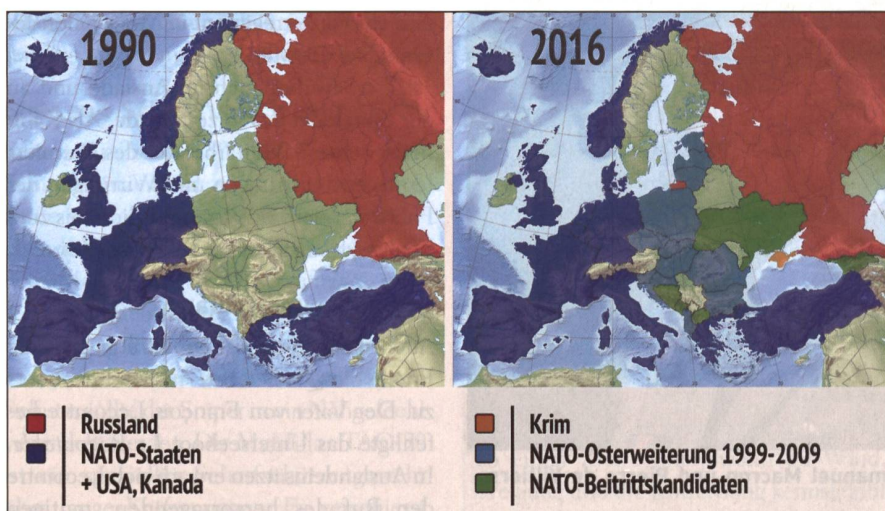 1990
2016
Russland
NATO-Staaten
+ USA, Kanada
Krim
NATO-Osterweiterung 1999-2009
NATO-Beitrittskandidaten